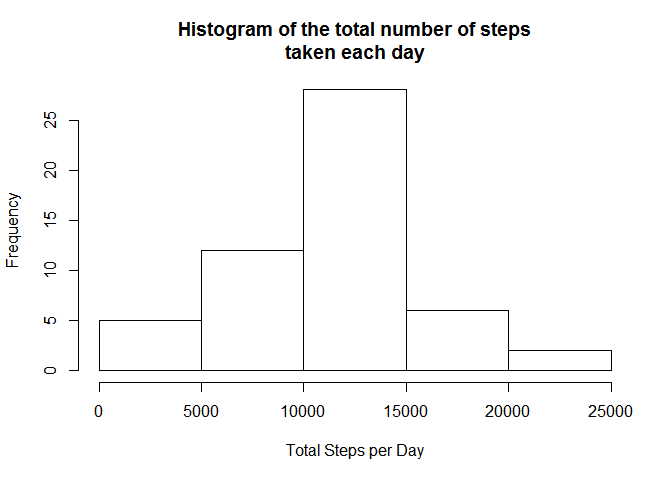 Histogram of the total number of steps
taken each day
Frequency
25
20
15
10
5
0
0 5000 10000 15000 20000 25000
Total Steps per Day